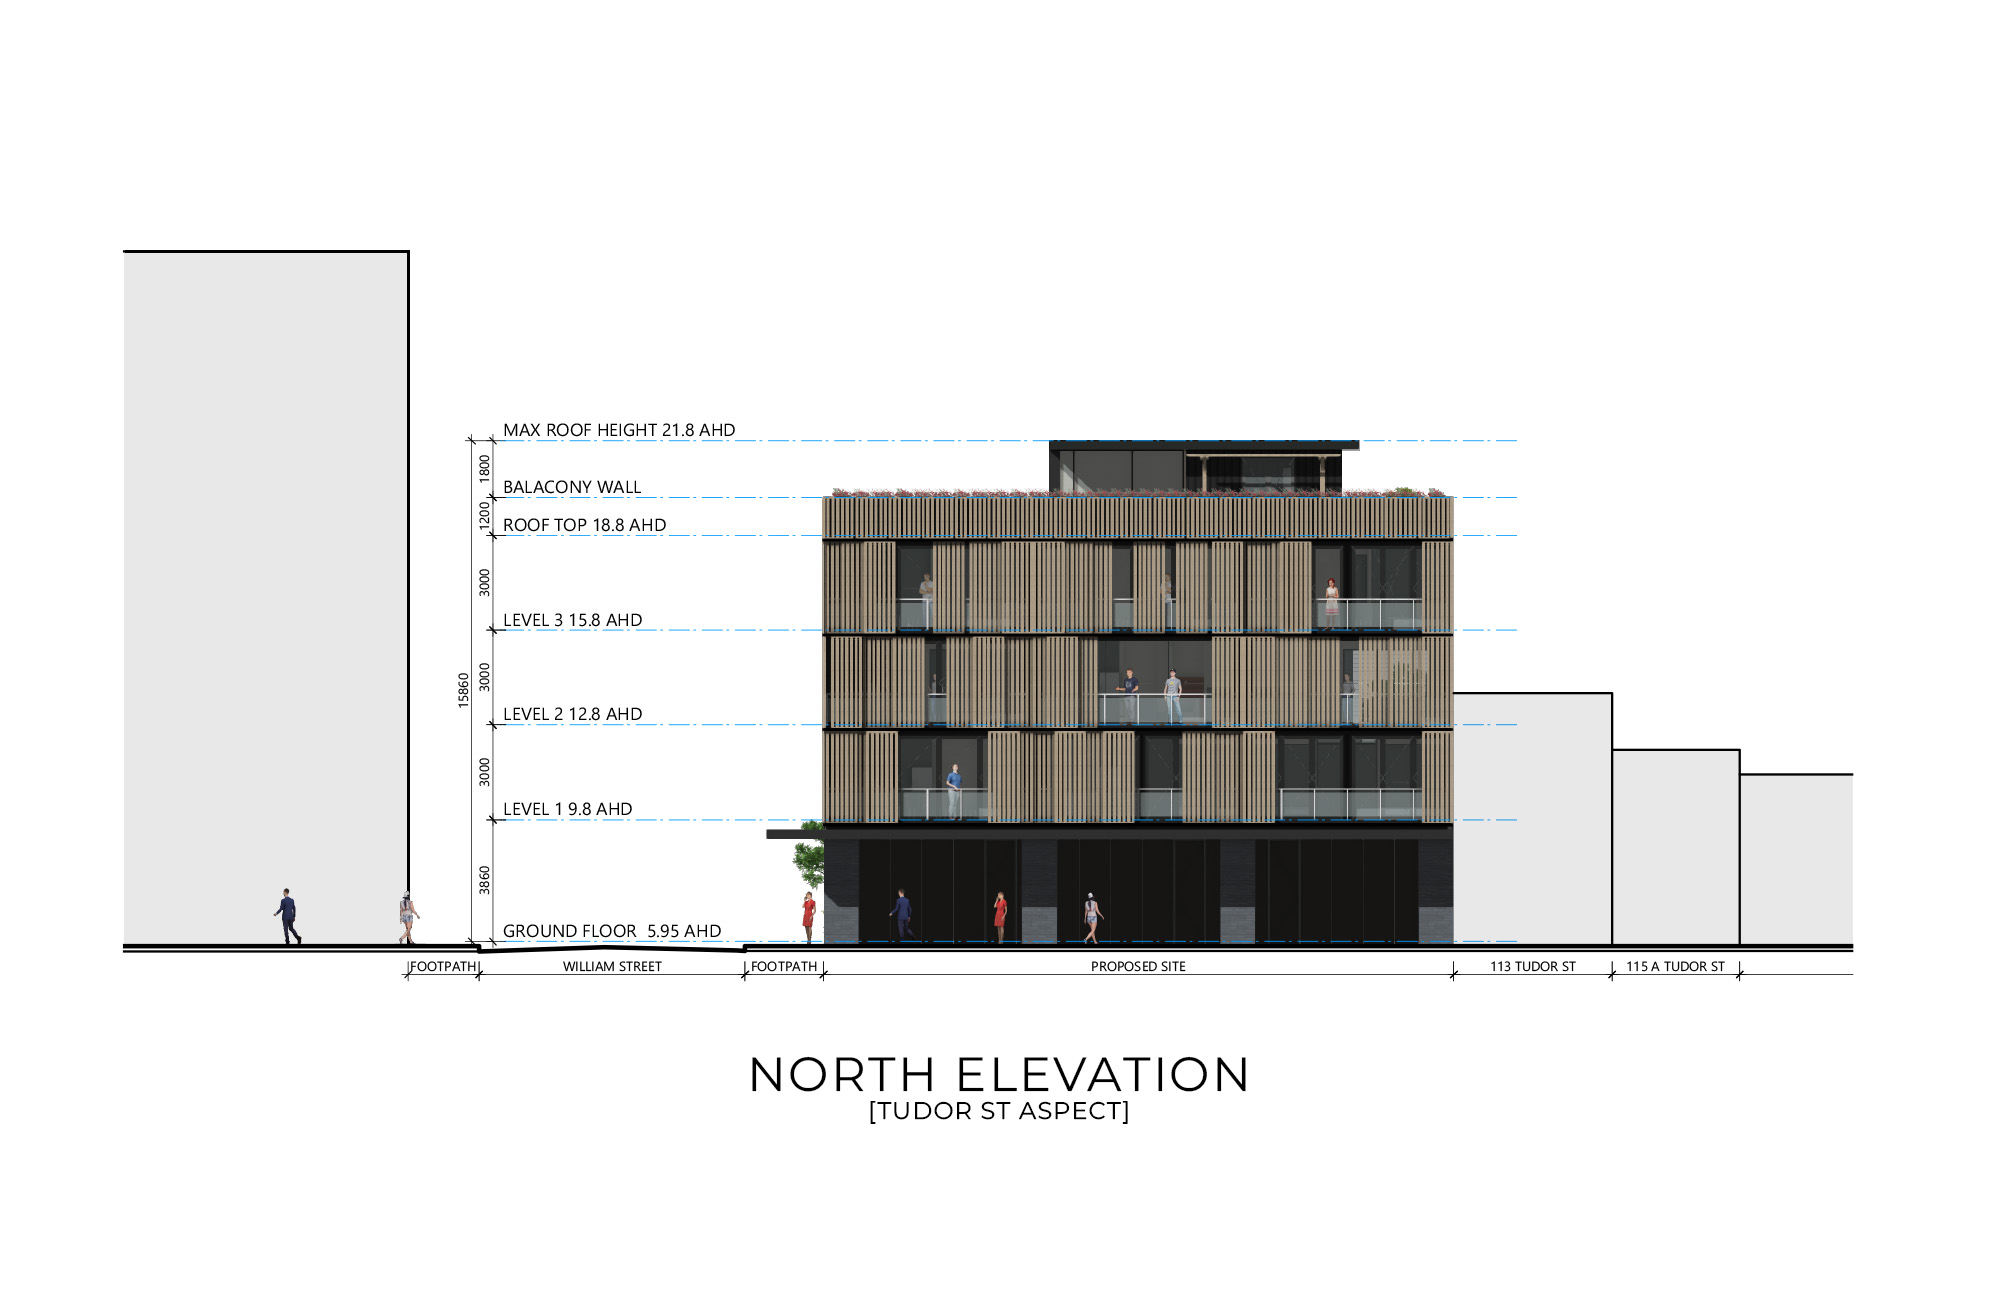 MAX ROOF HEIGHT 21.8 AHD
1800
BALACONY WALL
1200
ROOF TOP 18.8 AHD
3000
LEVEL 3 15.8 AHD
15860
3000
LEVEL 2 12.8 AHD
3000
LEVEL 1 9.8 AHD
3860
GROUND FLOOR 5.95 AHD
FOOTPATH WILLIAM STREET FOOTPATH PROPOSED SITE 113 TUDOR ST 115 A TUDOR ST
NORTH ELEVATION
[TUDOR ST ASPECT]